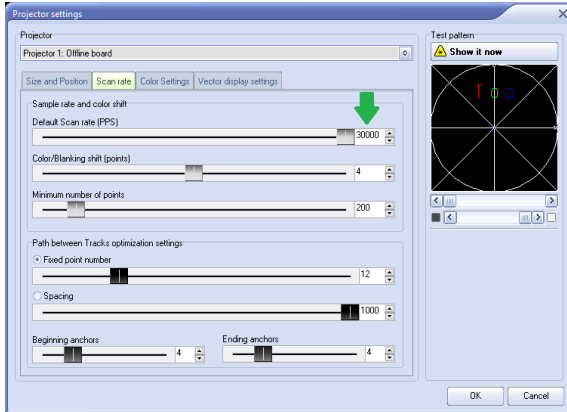 Projector settings
Projector
Projector 1: Offline board
Size and Position
Scan rate
Color Settings
Vector display settings
Sample rate and color shift
Default Scan rate (PPS)
30000
Color/Blanking shift (points)
4
Minimum number of points
200
Path between Tracks optimization settings
Fixed point number
12
Spacing
1000
Beginning anchors
4
Ending anchors
4
Test pattern
Show it now
Top
OK
Cancel